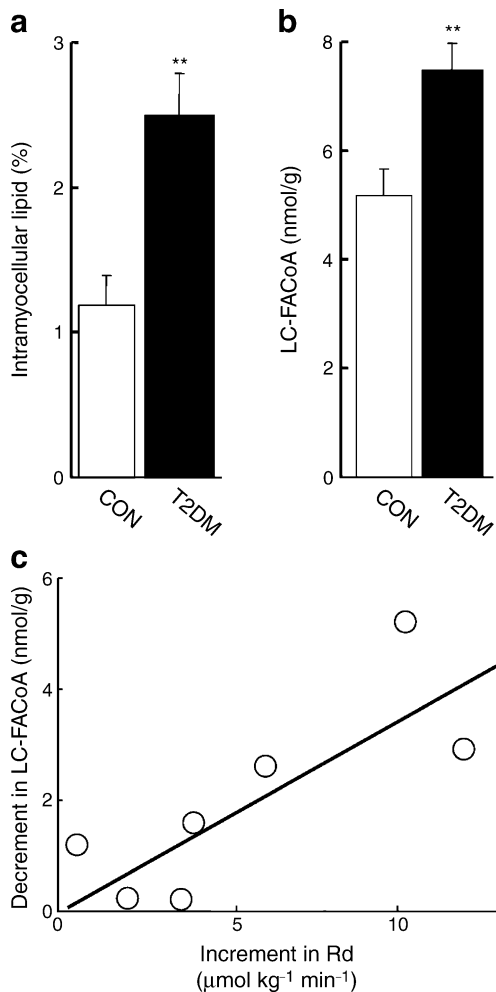 a
Intramyocellular lipid (%)
3
2
1
0
**
CON
T2DM
b
LC-FACoA (nmol/g)
8
6
4
2
0
**
CON
T2DM
c
Decrement in LC-FACoA (nmol/g)
6
4
2
0
0 5 10
Increment in Rd
(μmol kg⁻¹ min⁻¹)